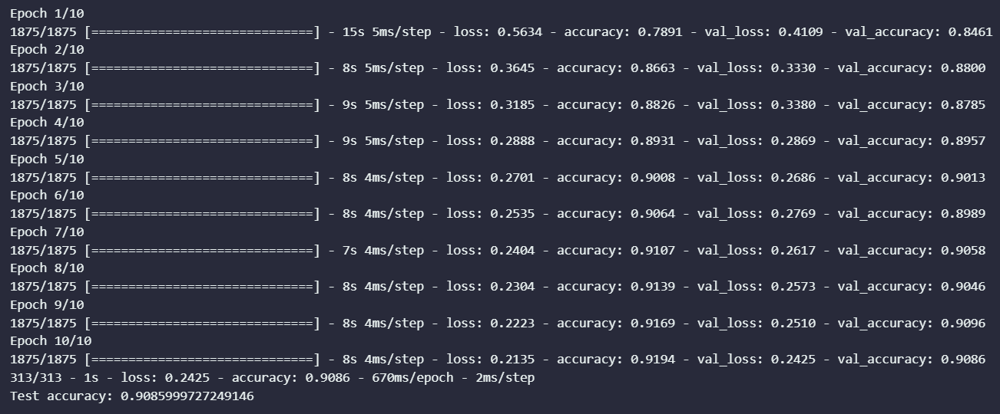 Epoch 1/10
1875/1875 [==============================] - 15s 5ms/step - loss: 0.5634 - accuracy: 0.7891 - val_loss: 0.4109 - val_accuracy: 0.8461
Epoch 2/10
1875/1875 [==============================] - 8s 5ms/step - loss: 0.3645 - accuracy: 0.8663 - val_loss: 0.3330 - val_accuracy: 0.8800
Epoch 3/10
1875/1875 [==============================] - 9s 5ms/step - loss: 0.3185 - accuracy: 0.8826 - val_loss: 0.3380 - val_accuracy: 0.8785
Epoch 4/10
1875/1875 [==============================] - 9s 5ms/step - loss: 0.2888 - accuracy: 0.8931 - val_loss: 0.2869 - val_accuracy: 0.8957
Epoch 5/10
1875/1875 [==============================] - 8s 4ms/step - loss: 0.2701 - accuracy: 0.9008 - val_loss: 0.2686 - val_accuracy: 0.9013
Epoch 6/10
1875/1875 [==============================] - 8s 4ms/step - loss: 0.2535 - accuracy: 0.9064 - val_loss: 0.2769 - val_accuracy: 0.8989
Epoch 7/10
1875/1875 [==============================] - 7s 4ms/step - loss: 0.2404 - accuracy: 0.9107 - val_loss: 0.2617 - val_accuracy: 0.9058
Epoch 8/10
1875/1875 [==============================] - 8s 4ms/step - loss: 0.2304 - accuracy: 0.9139 - val_loss: 0.2573 - val_accuracy: 0.9046
Epoch 9/10
1875/1875 [==============================] - 8s 4ms/step - loss: 0.2223 - accuracy: 0.9169 - val_loss: 0.2510 - val_accuracy: 0.9096
Epoch 10/10
1875/1875 [==============================] - 8s 4ms/step - loss: 0.2135 - accuracy: 0.9194 - val_loss: 0.2425 - val_accuracy: 0.9086
313/313 - 1s - loss: 0.2425 - accuracy: 0.9086 - 670ms/epoch - 2ms/step
Test accuracy: 0.9085999727249146